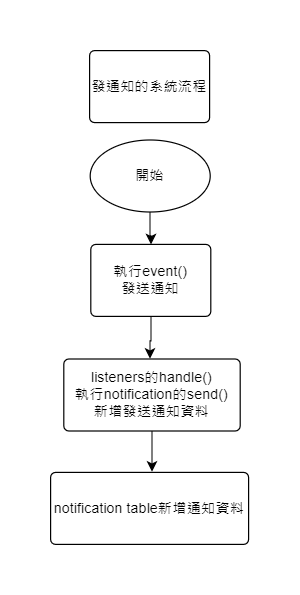 發通知的系統流程
開始
執行event()
發送通知
listeners的handle()
執行notification的send()
新增發送通知資料
notification table新增通知資料